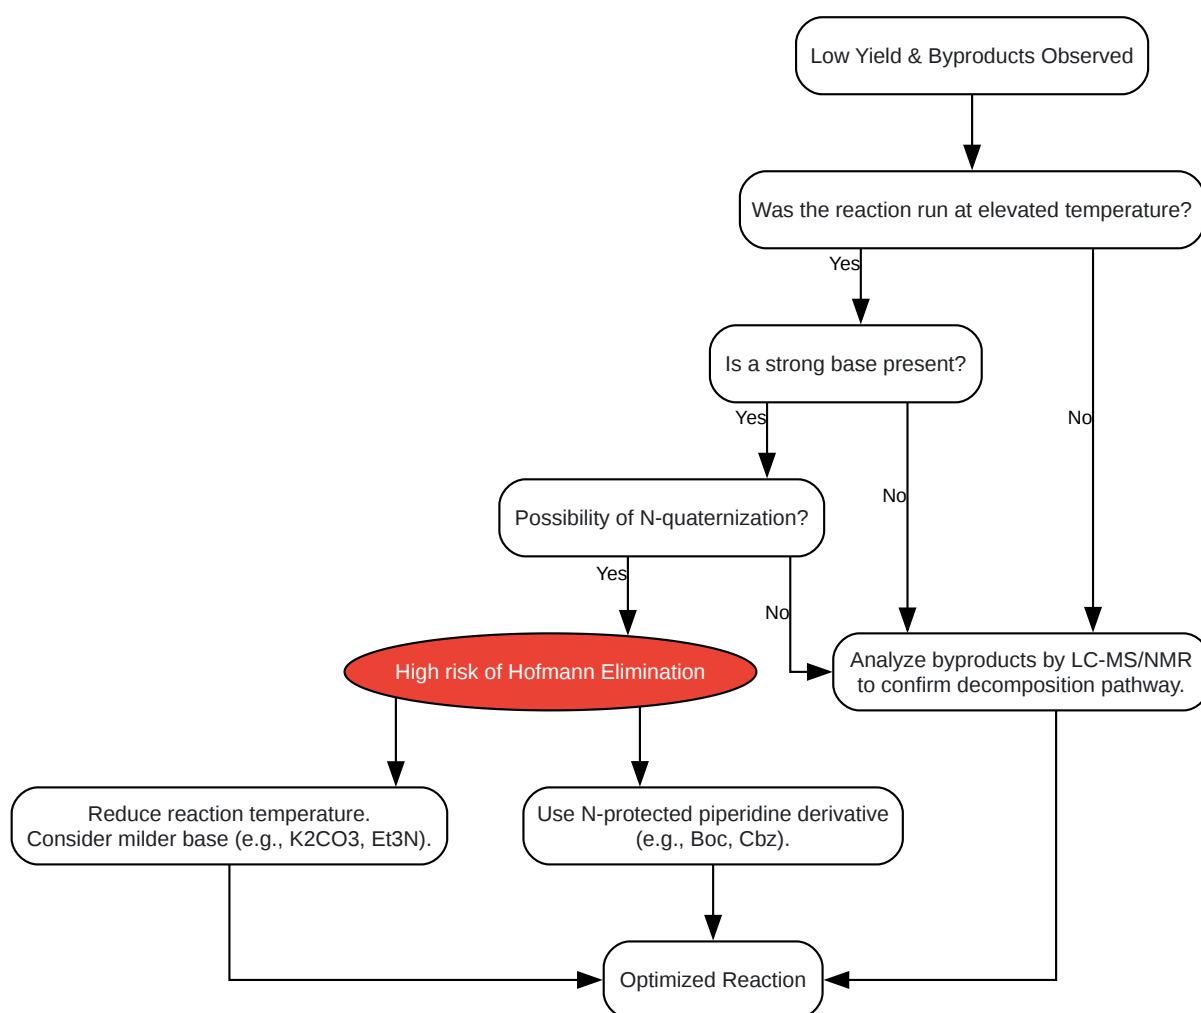 Low Yield & Byproducts Observed
Was the reaction run at elevated temperature?
Yes
Is a strong base present?
Yes
No
No
Possibility of N-quaternization?
Yes
No
High risk of Hofmann Elimination
Analyze byproducts by LC-MS/NMR
to confirm decomposition pathway.
Reduce reaction temperature.
Consider milder base (e.g., K2CO3, Et3N).
Use N-protected piperidine derivative
(e.g., Boc, Cbz).
Optimized Reaction